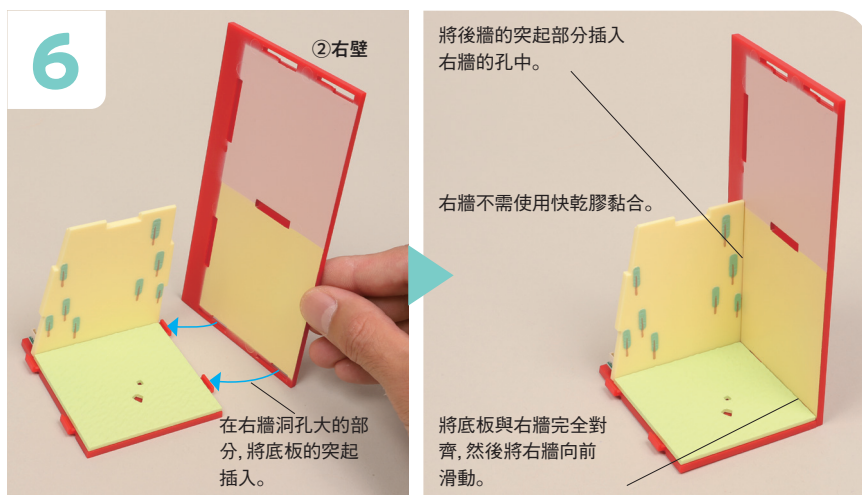 6
②右壁
在右牆洞孔大的部
分, 將底板的突起
插入。
將後牆的突起部分插入
右牆的孔中。
右牆不需使用快乾膠黏合。
將底板與右牆完全對
齊, 然後將右牆向前
滑動。